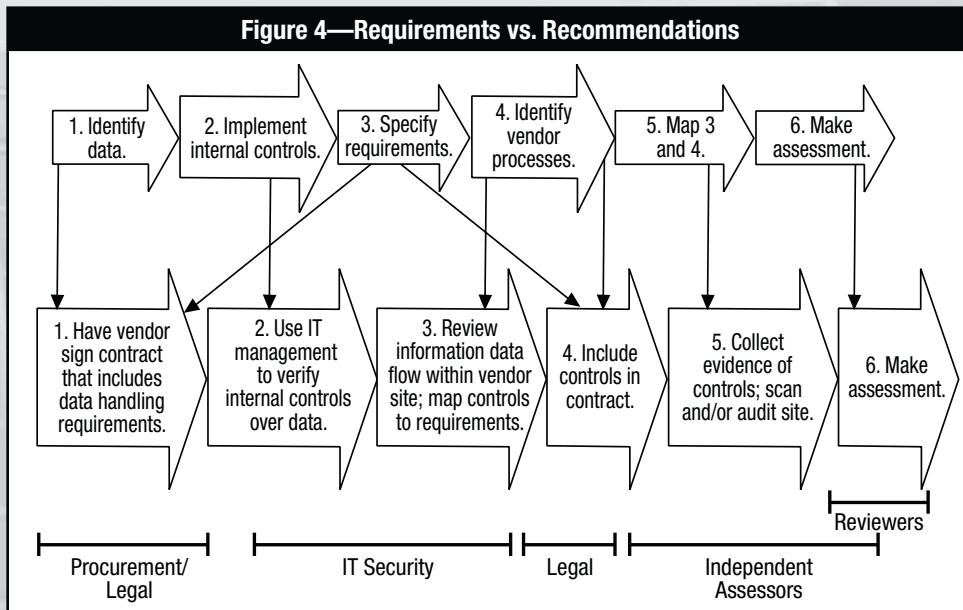 Figure 4—Requirements vs. Recommendations
1. Identify
data.
2. Implement
internal controls.
3. Specify
requirements.
4. Identify
vendor
processes.
5. Map 3
and 4.
6. Make
assessment.
1. Have vendor
sign contract
that includes
data handling
requirements.
2. Use IT
management
to verify
internal controls
over data.
3. Review
information data
flow within vendor
site; map controls
to requirements.
4. Include
controls in
contract.
5. Collect
evidence of
controls; scan
and/or audit site.
6. Make
assessment.
Procurement/
Legal
IT Security
Legal
Independent
Assessors
Reviewers